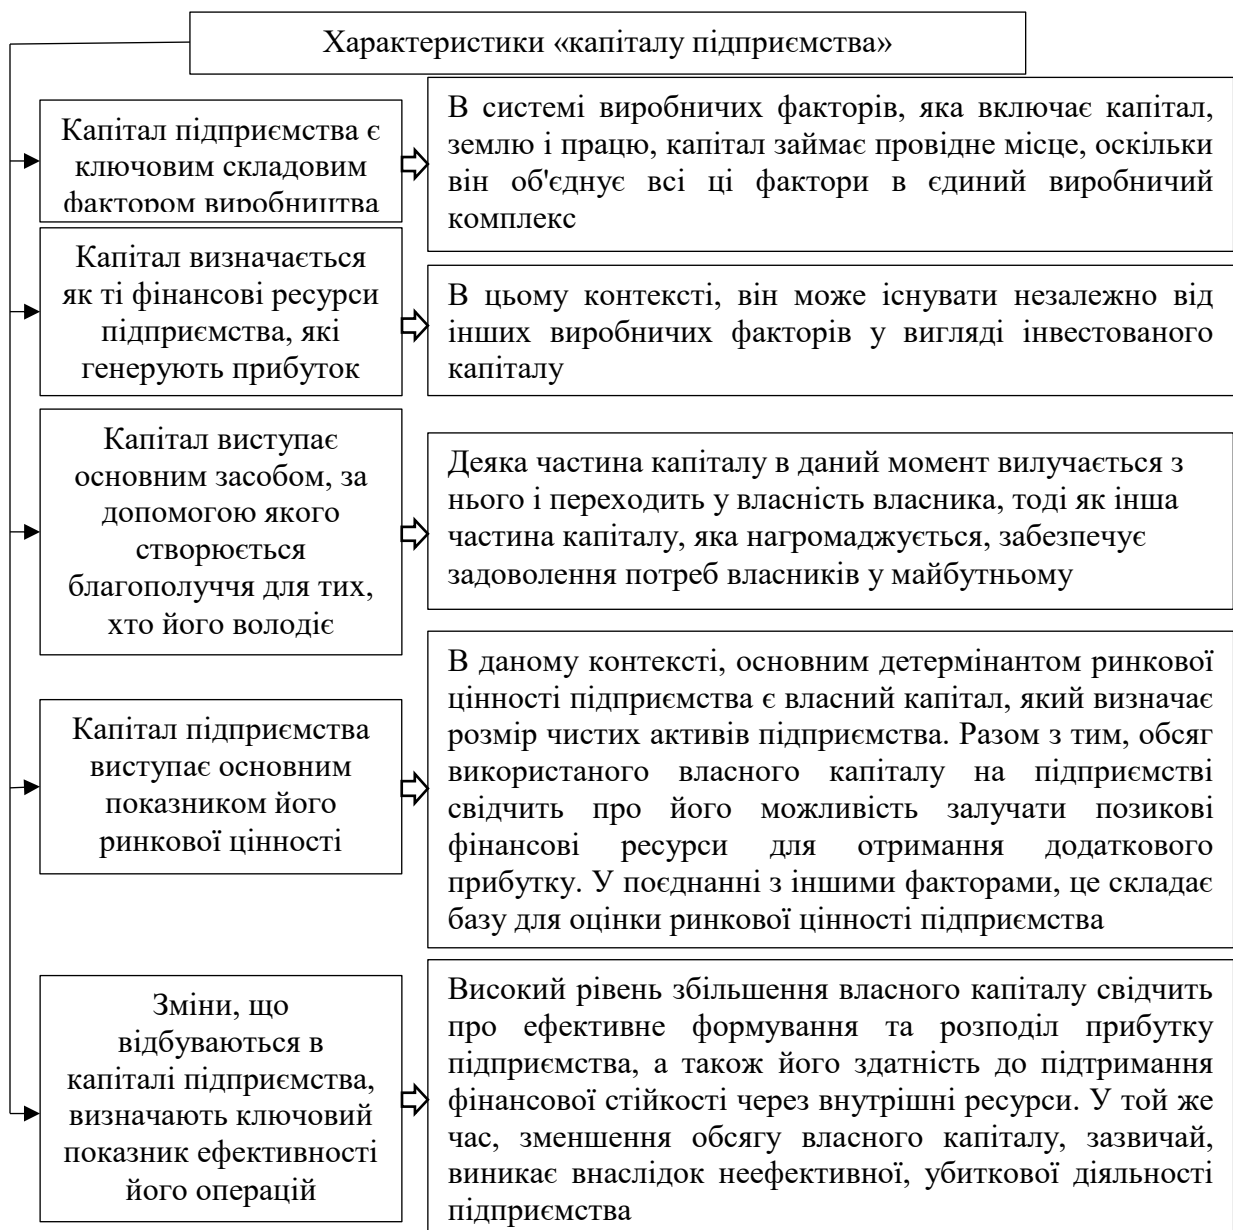 Характеристики «капіталу підприємства»
Капітал підприємства є
ключовим складовим
фактором виробництва
В системі виробничих факторів, яка включає капітал,
землю і працю, капітал займає провідне місце, оскільки
він об'єднує всі ці фактори в єдиний виробничий
комплекс
Капітал визначається
як ті фінансові ресурси
підприємства, які
генерують прибуток
В цьому контексті, він може існувати незалежно від
інших виробничих факторів у вигляді інвестованого
капіталу
Капітал виступає
основним засобом, за
допомогою якого
створюється
благополуччя для тих,
хто його володіє
Деяка частина капіталу в даний момент вилучається з
нього і переходить у власність власника, тоді як інша
частина капіталу, яка нагромаджується, забезпечує
задоволення потреб власників у майбутньому
Капітал підприємства
виступає основним
показником його
ринкової цінності
В даному контексті, основним детермінантом ринкової
цінності підприємства є власний капітал, який визначає
розмір чистих активів підприємства. Разом з тим, обсяг
використаного власного капіталу на підприємстві
свідчить про його можливість залучати позикові
фінансові ресурси для отримання додаткового
прибутку. У поєднанні з іншими факторами, це складає
базу для оцінки ринкової цінності підприємства
Зміни, що
відбуваються в
капіталі підприємства,
визначають ключовий
показник ефективності
його операцій
Високий рівень збільшення власного капіталу свідчить
про ефективне формування та розподіл прибутку
підприємства, а також його здатність до підтримання
фінансової стійкості через внутрішні ресурси. У той же
час, зменшення обсягу власного капіталу, зазвичай,
виникає внаслідок неефективної, убиткової діяльності
підприємства